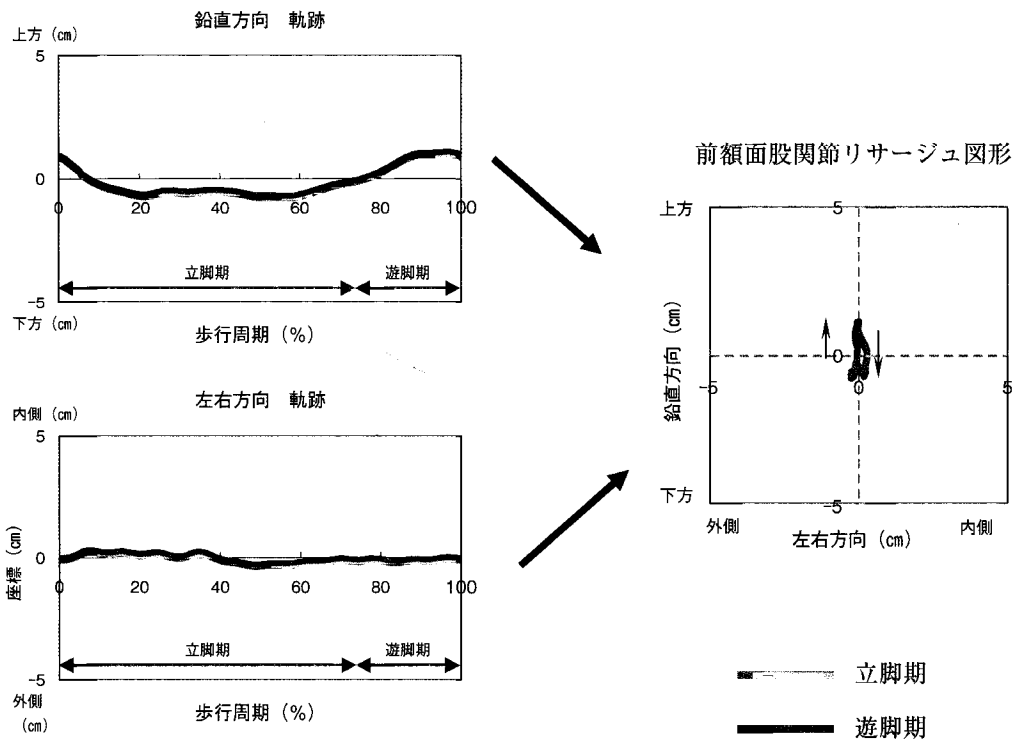 鉛直方向 軌跡
上方 (cm)
5
0
0 20 40 60 80 100
立脚期 遊脚期
-5
下方 (cm)
歩行周期 (%)
左右方向 軌跡
内側 (cm)
5
座標 (cm)
0
0 20 40 60 80 100
立脚期 遊脚期
-5
外側
(cm)
歩行周期 (%)
前額面股関節リサージュ図形
上方
5
鉛直方向 (cm)
0
-5 0 5
下方
-5
外側 内側
左右方向 (cm)
立脚期
遊脚期